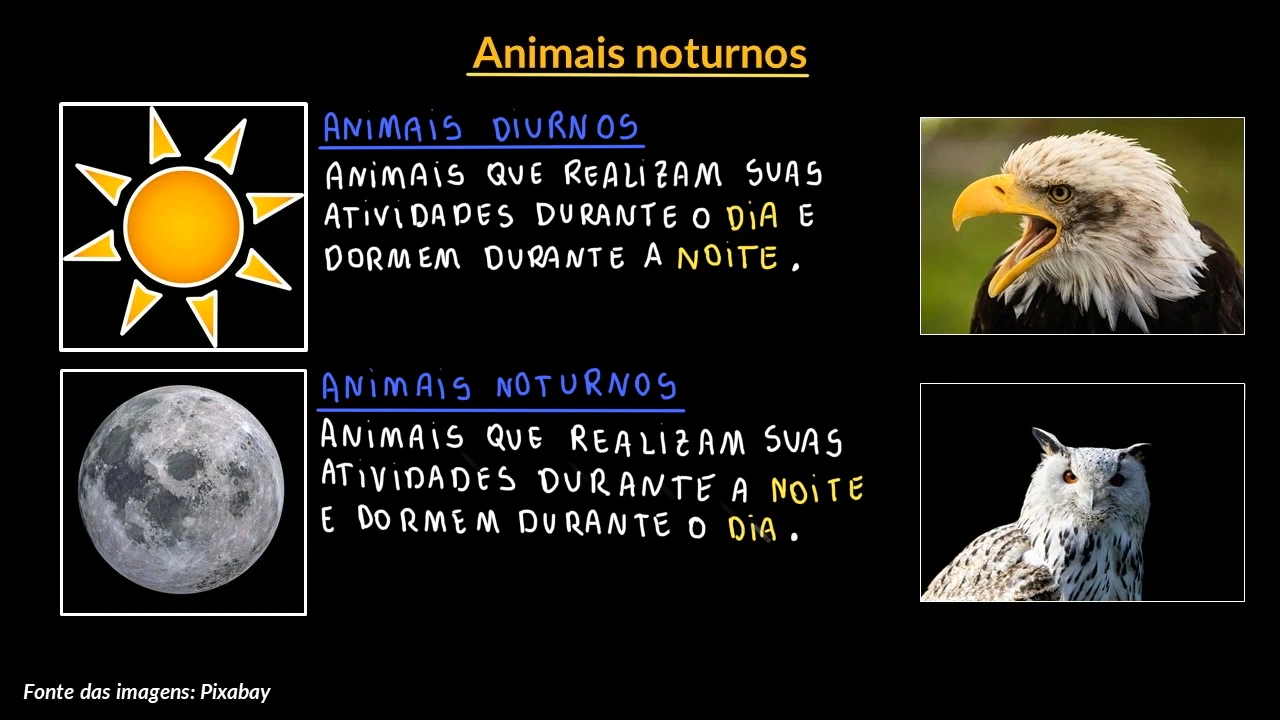 Animais noturnos
ANIMAIS DIURNOS
ANIMAIS QUE REALIZAM SUAS
ATIVIDADES DURANTE O DIA E
DORMEM DURANTE A NOITE.
ANIMAIS NOTURNOS
ANIMAIS QUE REALIZAM SUAS
ATIVIDADES DURANTE A NOITE
E DORMEM DURANTE O DIA.
Fonte das imagens: Pixabay